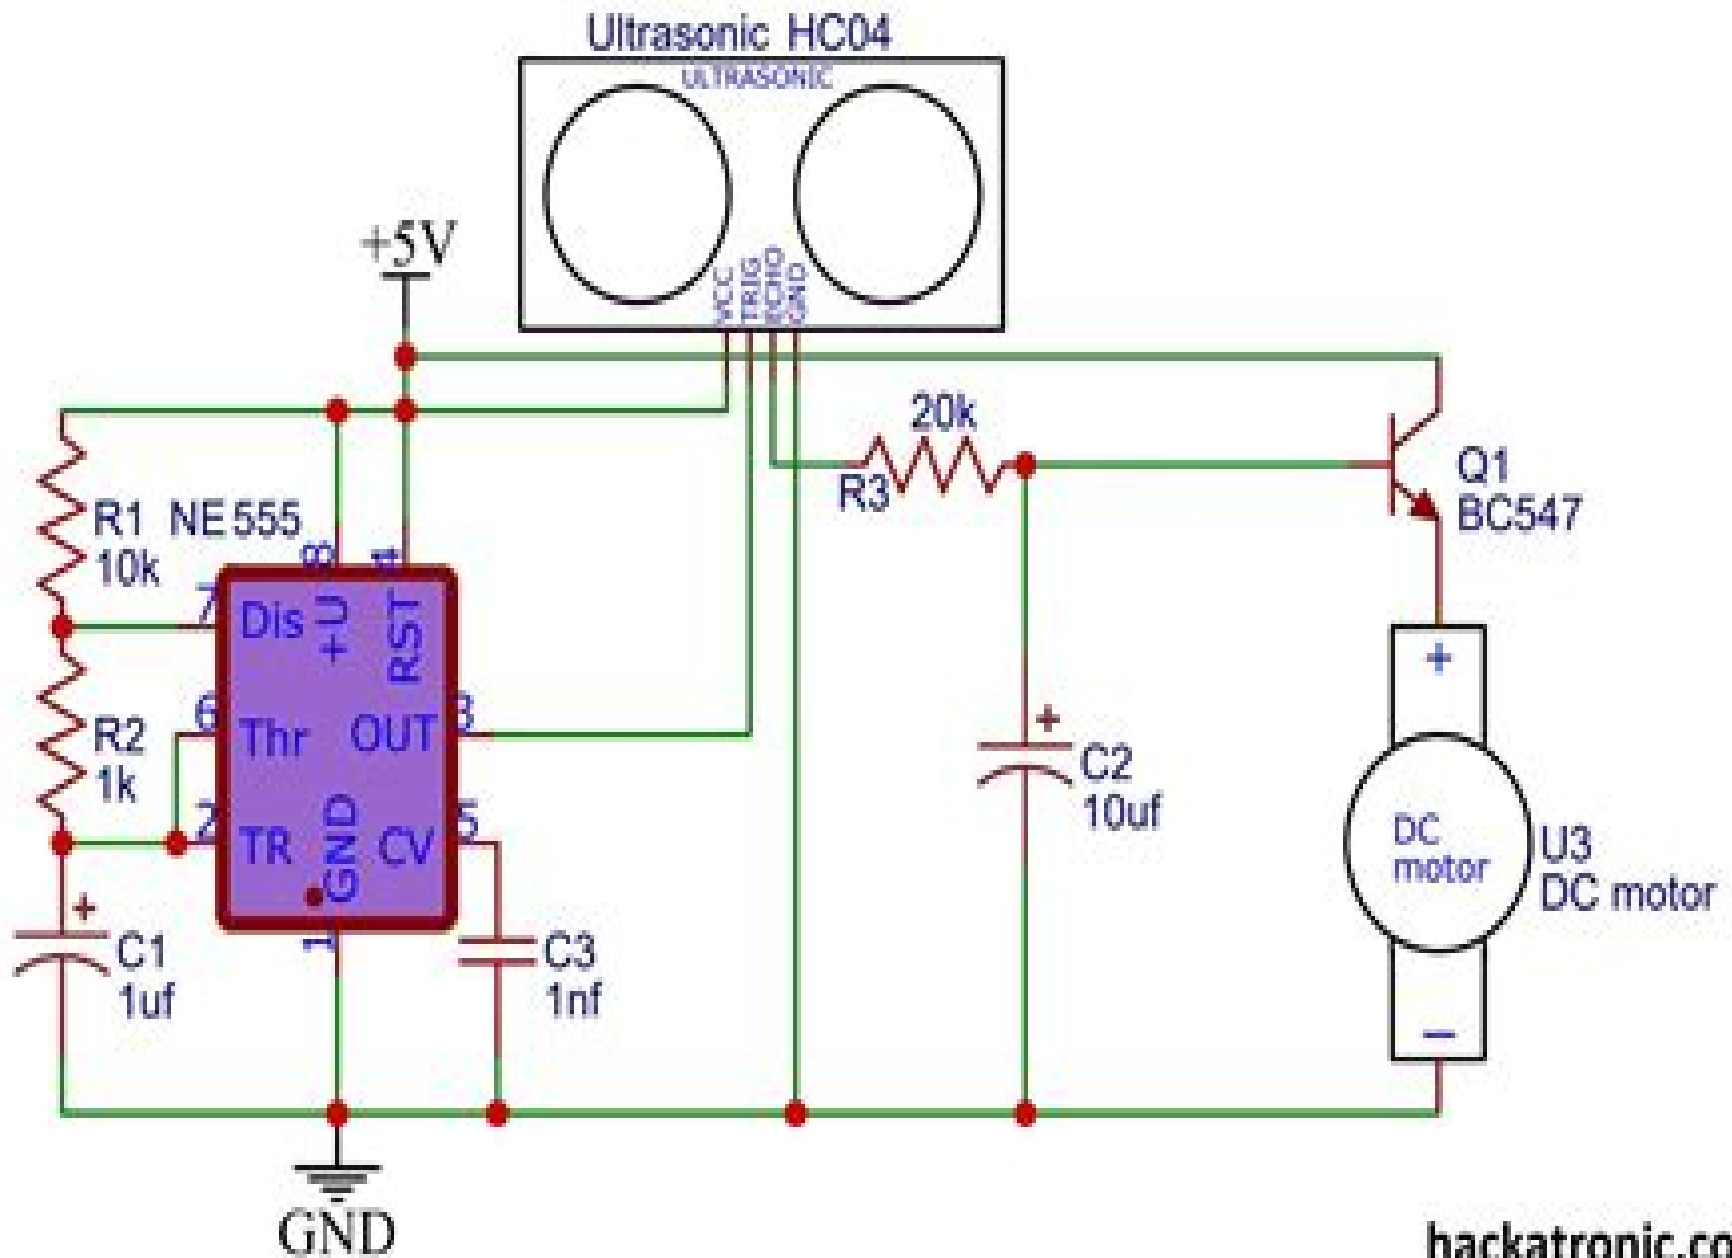 Ultrasonic HC04
ULTRASONIC
VCC
TRIG
ECHO
GND
+5V
20k
R3
Q1
BC547
R1
10k
NE555
8
4
7
Dis
+U
RST
6
Thr
OUT
3
R2
1k
2
TR
GND
CV
5
1
+
C1
1uf
C3
1nf
+
C2
10uf
+
DC
motor
U3
DC motor
−
GND
hackatronic.co